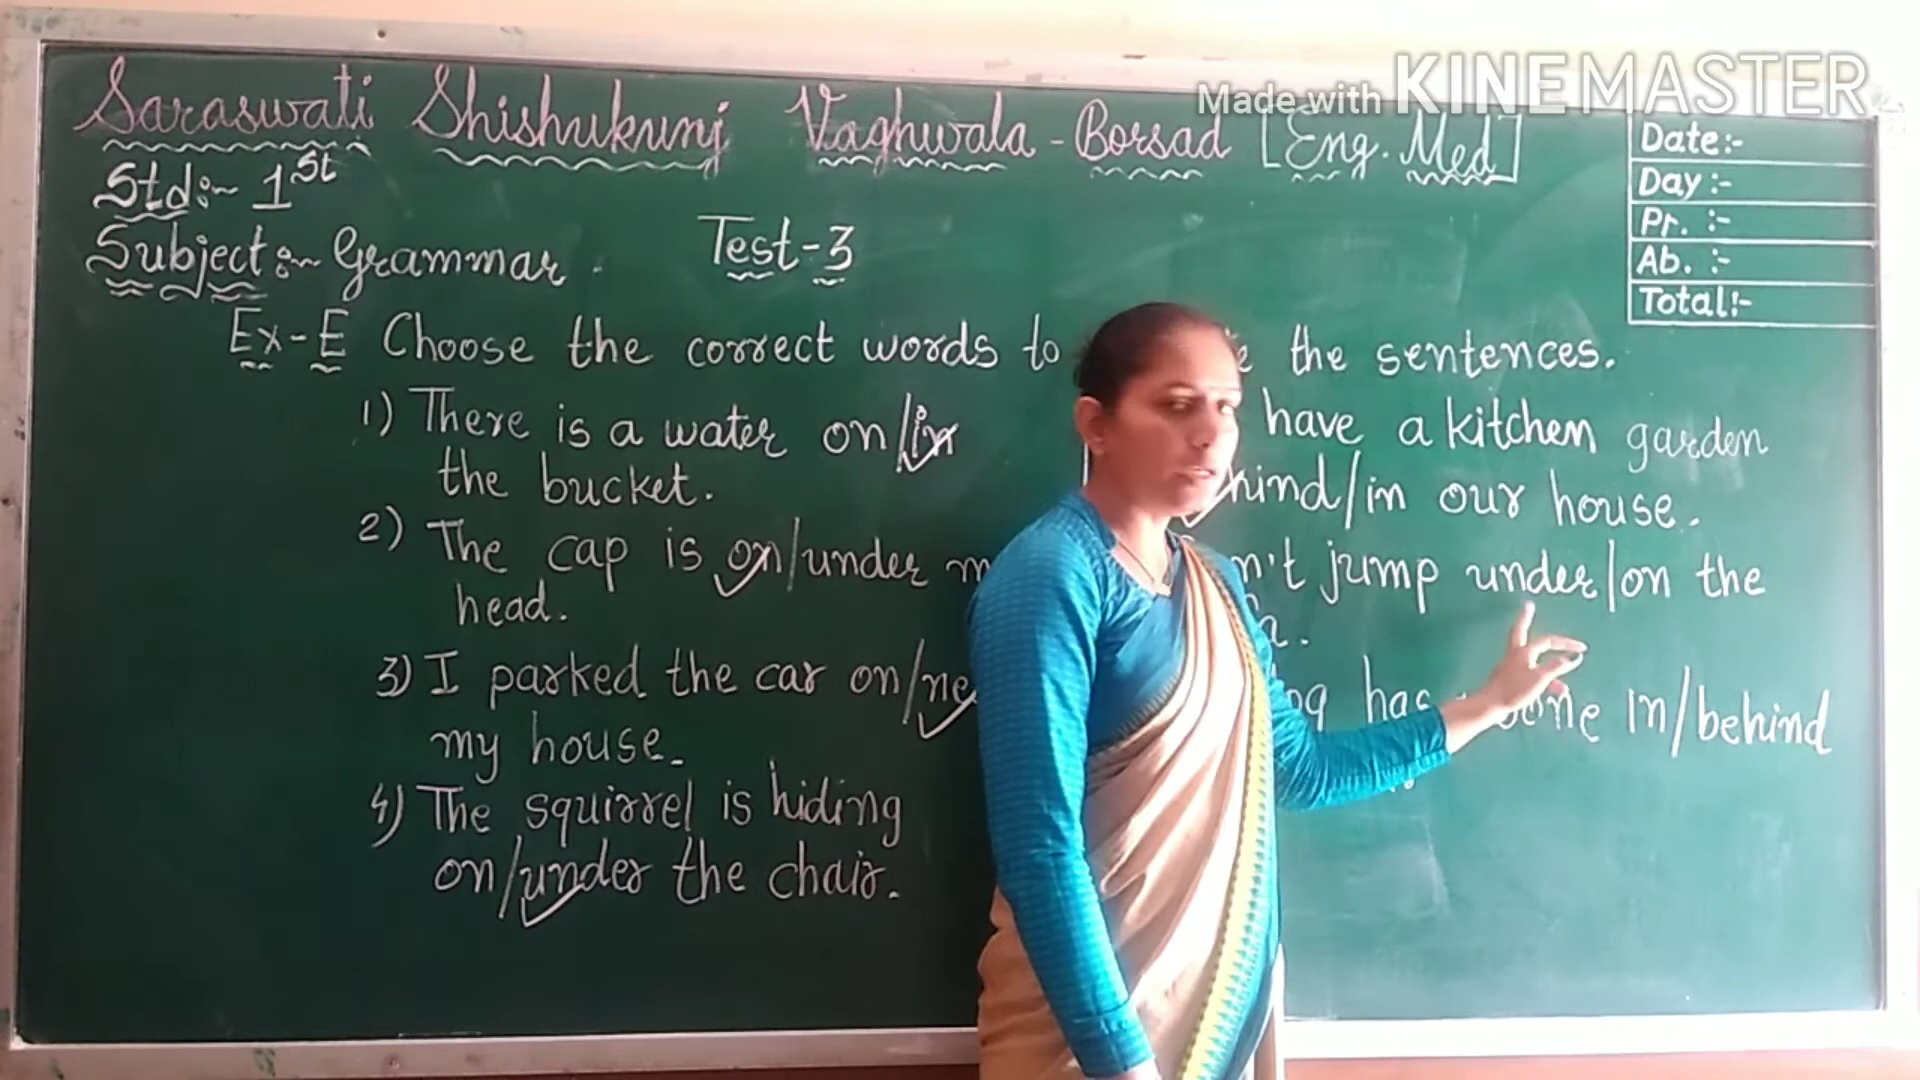 Made with KINEMASTER
Saraswati Shishukunj Vaghwala - Borsad [Eng. Med]
Std:- 1st
Subject:- Grammar.
Test-3
Date:-
Day:-
Pr. :-
Ab. :-
Total:-
Ex-E Choose the correct words to the sentences.
1) There is a water on/in
the bucket.
2) The cap is on/under
head.
3) I parked the car on/
my house.
4) The squirrel is hiding
on/under the chair.
have a kitchen garden
/in our house.
jump under/on the
has in/behind